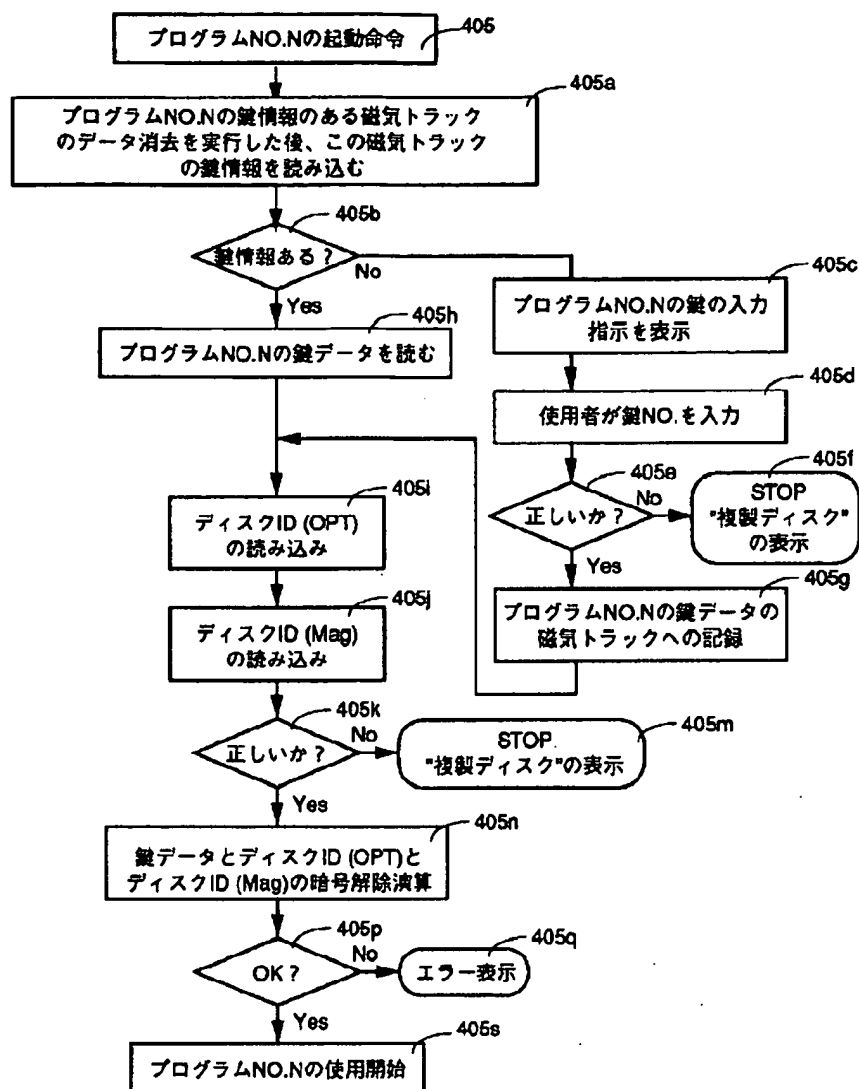 プログラムNO.Nの起動命令
405
405a
プログラムNO.Nの鍵情報のある磁気トラック
のデータ消去を実行した後、この磁気トラック
の鍵情報を読み込む
405b
鍵情報ある?
No
Yes
405c
プログラムNO.Nの鍵の入力
指示を表示
405h
プログラムNO.Nの鍵データを読む
405d
使用者が鍵NO.を入力
405e
正しいか?
No
Yes
405f
STOP
"複製ディスク"
の表示
405g
プログラムNO.Nの鍵データの
磁気トラックへの記録
405i
ディスクID (OPT)
の読み込み
405j
ディスクID (Mag)
の読み込み
405k
正しいか?
No
Yes
405m
STOP
"複製ディスク"の表示
405n
鍵データとディスクID (OPT)と
ディスクID (Mag)の暗号解除演算
405p
OK?
No
Yes
405q
エラー表示
405s
プログラムNO.Nの使用開始